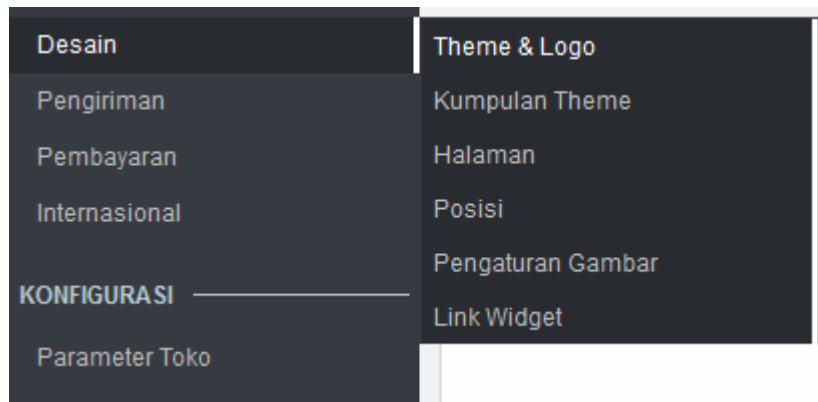 Desain
Pengiriman
Pembayaran
Internasional
KONFIGURASI
Parameter Toko
Theme & Logo
Kumpulan Theme
Halaman
Posisi
Pengaturan Gambar
Link Widget